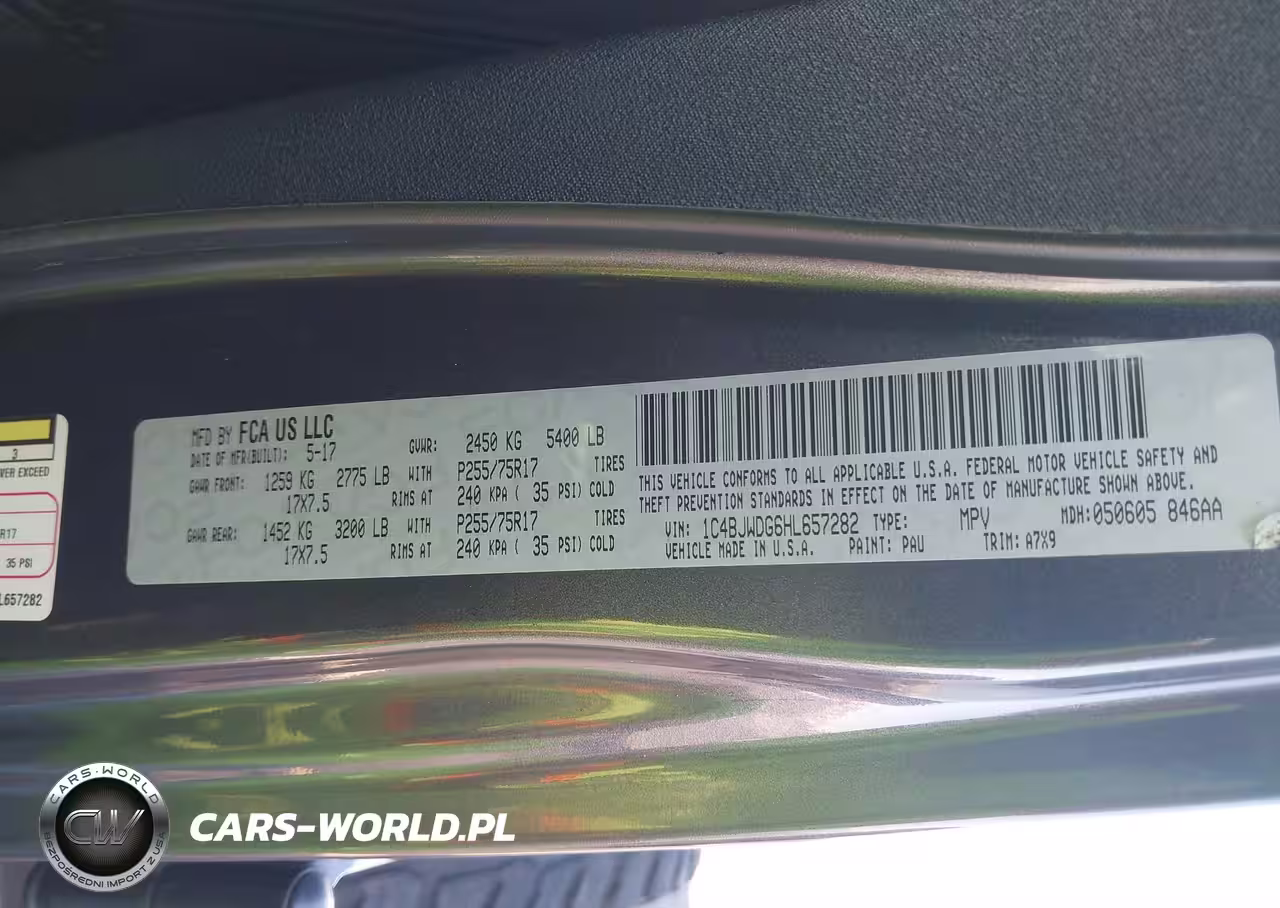 3
VER EXCEED
R17
35 PSI
L657282
MFD BY FCA US LLC
DATE OF MFR(BUILT): 5-17 GVWR: 2450 KG 5400 LB
GAWR FRONT: 1259 KG 2775 LB WITH P255/75R17 TIRES
17X7.5 RIMS AT 240 KPA ( 35 PSI) COLD
GAWR REAR: 1452 KG 3200 LB WITH P255/75R17 TIRES
17X7.5 RIMS AT 240 KPA ( 35 PSI) COLD
THIS VEHICLE CONFORMS TO ALL APPLICABLE U.S.A. FEDERAL MOTOR VEHICLE SAFETY AND
THEFT PREVENTION STANDARDS IN EFFECT ON THE DATE OF MANUFACTURE SHOWN ABOVE.
VIN: 1C4BJWDG6HL657282 TYPE: MPV MDH:050605 846AA
VEHICLE MADE IN U.S.A. PAINT: PAU TRIM: A7X9
CARS-WORLD
CW
BEZPOŚREDNI IMPORT Z USA
CARS-WORLD.PL